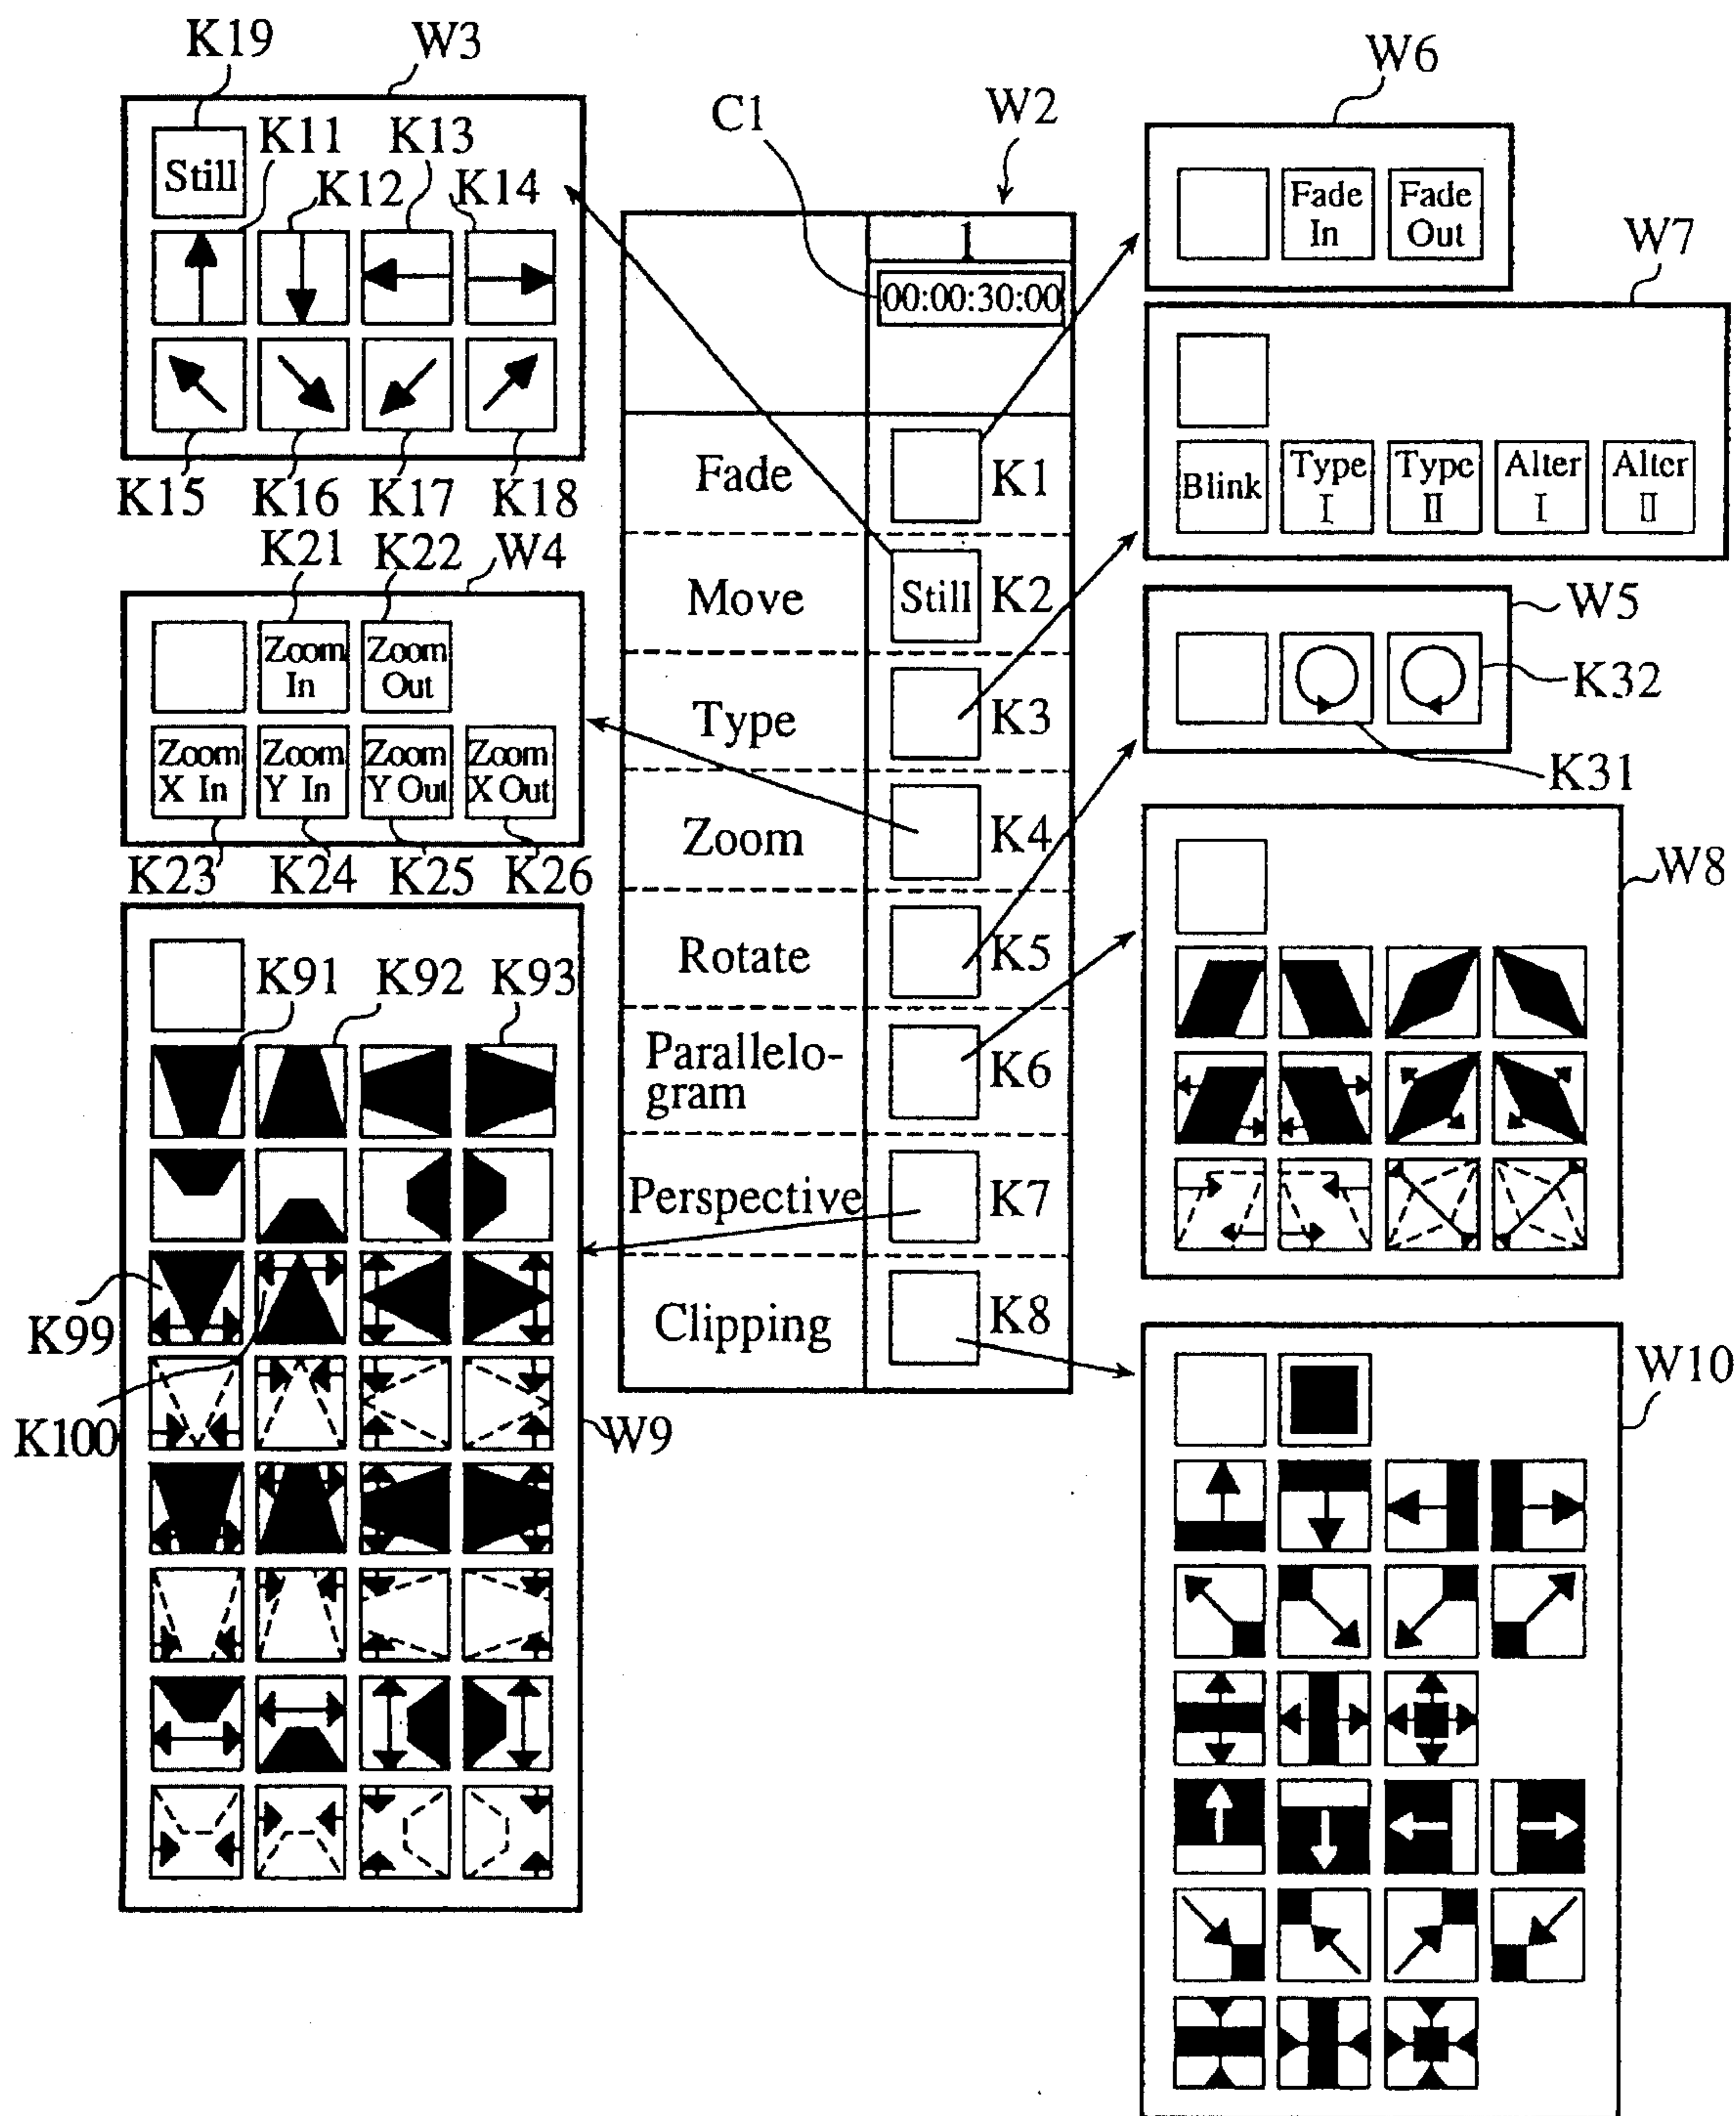 K19
W3
Still
K11
K13
K12
K14
K15
K16
K17
K18
K21
K22
W4
Zoom In
Zoom Out
Zoom X In
Zoom Y In
Zoom Y Out
Zoom X Out
K23
K24
K25
K26
K91
K92
K93
K99
K100
W9
C1
W2
1
00:00:30:00
Fade
K1
Move
Still
K2
Type
K3
Zoom
K4
Rotate
K5
Parallelo-
gram
K6
Perspective
K7
Clipping
K8
W6
Fade In
Fade Out
W7
Blink
Type I
Type II
Alter I
Alter II
W5
K32
K31
W8
W10